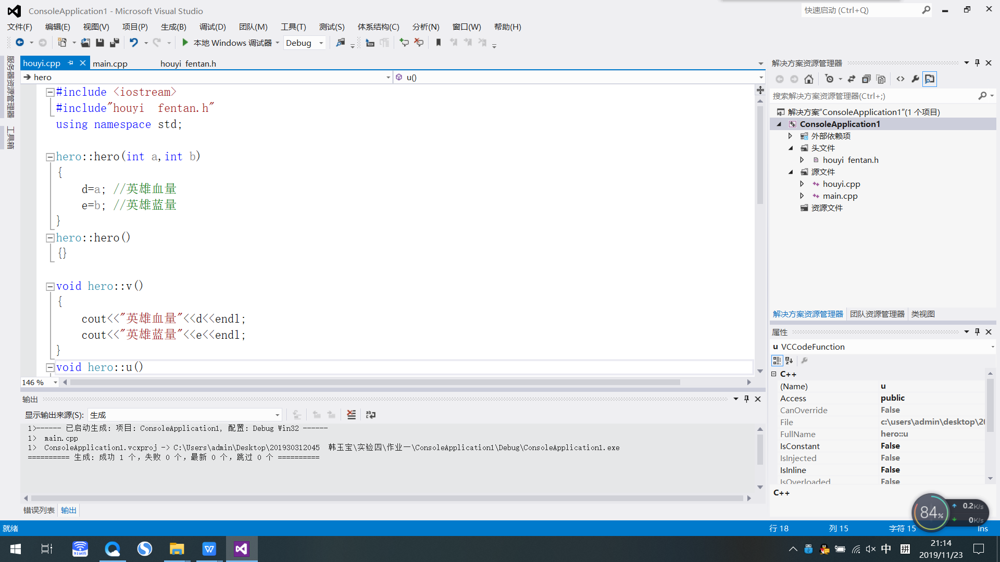 ConsoleApplication1 - Microsoft Visual Studio
快速启动 (Ctrl+Q)
文件(F) 编辑(E) 视图(V) 项目(P) 生成(B) 调试(D) 团队(M) 工具(T) 测试(S) 体系结构(C) 分析(N) 窗口(W) 帮助(H)
本地 Windows 调试器 Debug
服务器资源管理器
工具箱
houyi.cpp main.cpp houyi fentan.h
hero u()
#include <iostream>
#include"houyi  fentan.h"
using namespace std;
hero::hero(int a,int b)
{
d=a; //英雄血量
e=b; //英雄蓝量
}
hero::hero()
{}
void hero::v()
{
cout<<"英雄血量"<<d<<endl;
cout<<"英雄蓝量"<<e<<endl;
}
void hero::u()
146 %
输出
显示输出来源(S): 生成
1>------ 已启动生成: 项目: ConsoleApplication1, 配置: Debug Win32 ------
1>  main.cpp
1>  ConsoleApplication1.vcxproj -> C:\Users\admin\Desktop\201930312045  韩玉宝\实验四\作业一\ConsoleApplication1\Debug\ConsoleApplication1.exe
========== 生成: 成功 1 个，失败 0 个，最新 0 个，跳过 0 个 ==========
错误列表 输出
解决方案资源管理器
搜索解决方案资源管理器(Ctrl+;)
解决方案"ConsoleApplication1"(1 个项目)
ConsoleApplication1
外部依赖项
头文件
houyi  fentan.h
源文件
houyi.cpp
main.cpp
资源文件
解决方案资源管理器 团队资源管理器 类视图
属性
u VCCodeFunction
C++
(Name) u
Access public
CanOverride False
File c:\users\admin\desktop\20
FullName hero::u
IsConstant False
IsInjected False
IsInline False
IsOverloaded False
C++
84% 0.2K/s
0K/s
就绪 行 18 列 15 字符 15 Ins
91wifi
中 拼
21:14
2019/11/23